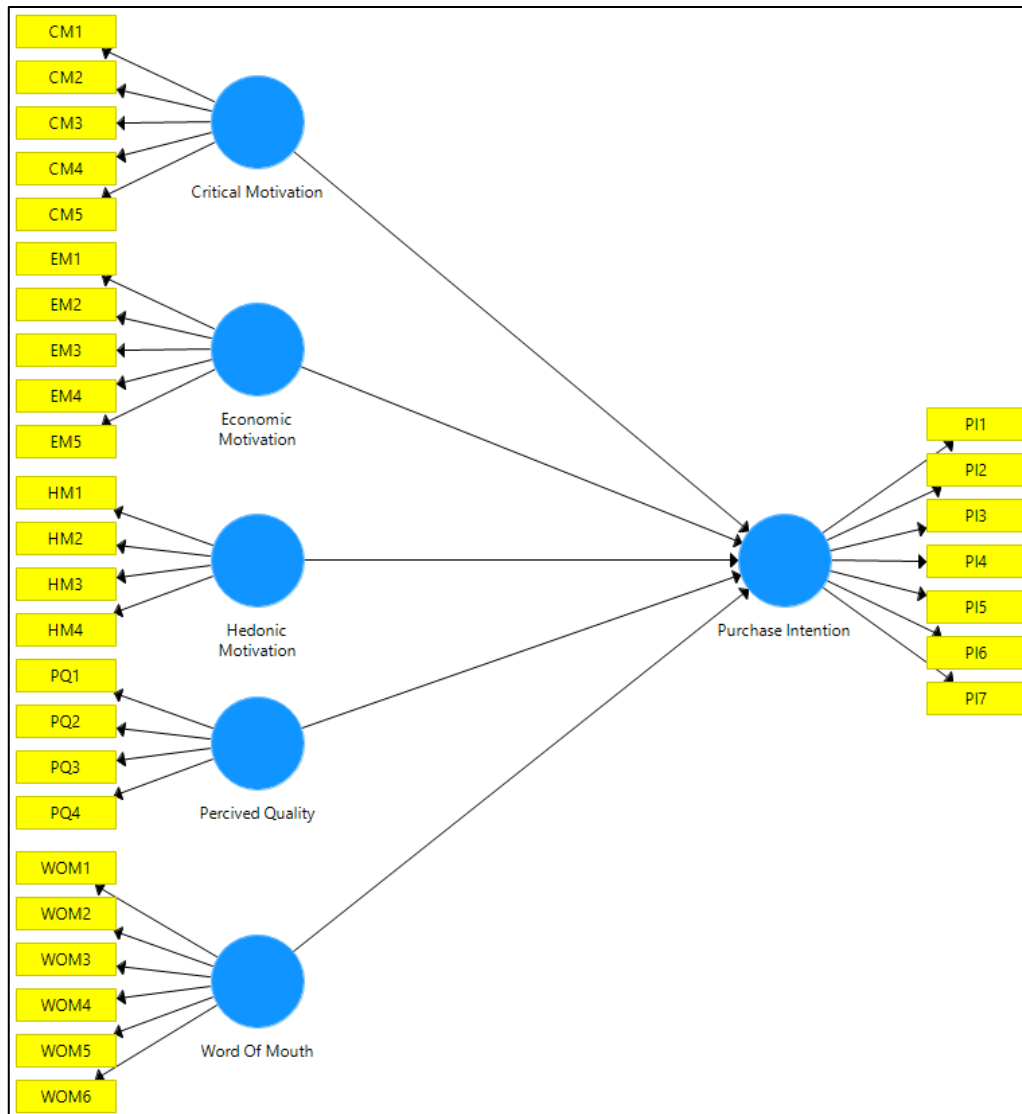 CM1
CM2
CM3
CM4
CM5
Critical Motivation
EM1
EM2
EM3
EM4
EM5
Economic
Motivation
HM1
HM2
HM3
HM4
Hedonic
Motivation
PQ1
PQ2
PQ3
PQ4
Percived Quality
WOM1
WOM2
WOM3
WOM4
WOM5
WOM6
Word Of Mouth
Purchase Intention
PI1
PI2
PI3
PI4
PI5
PI6
PI7